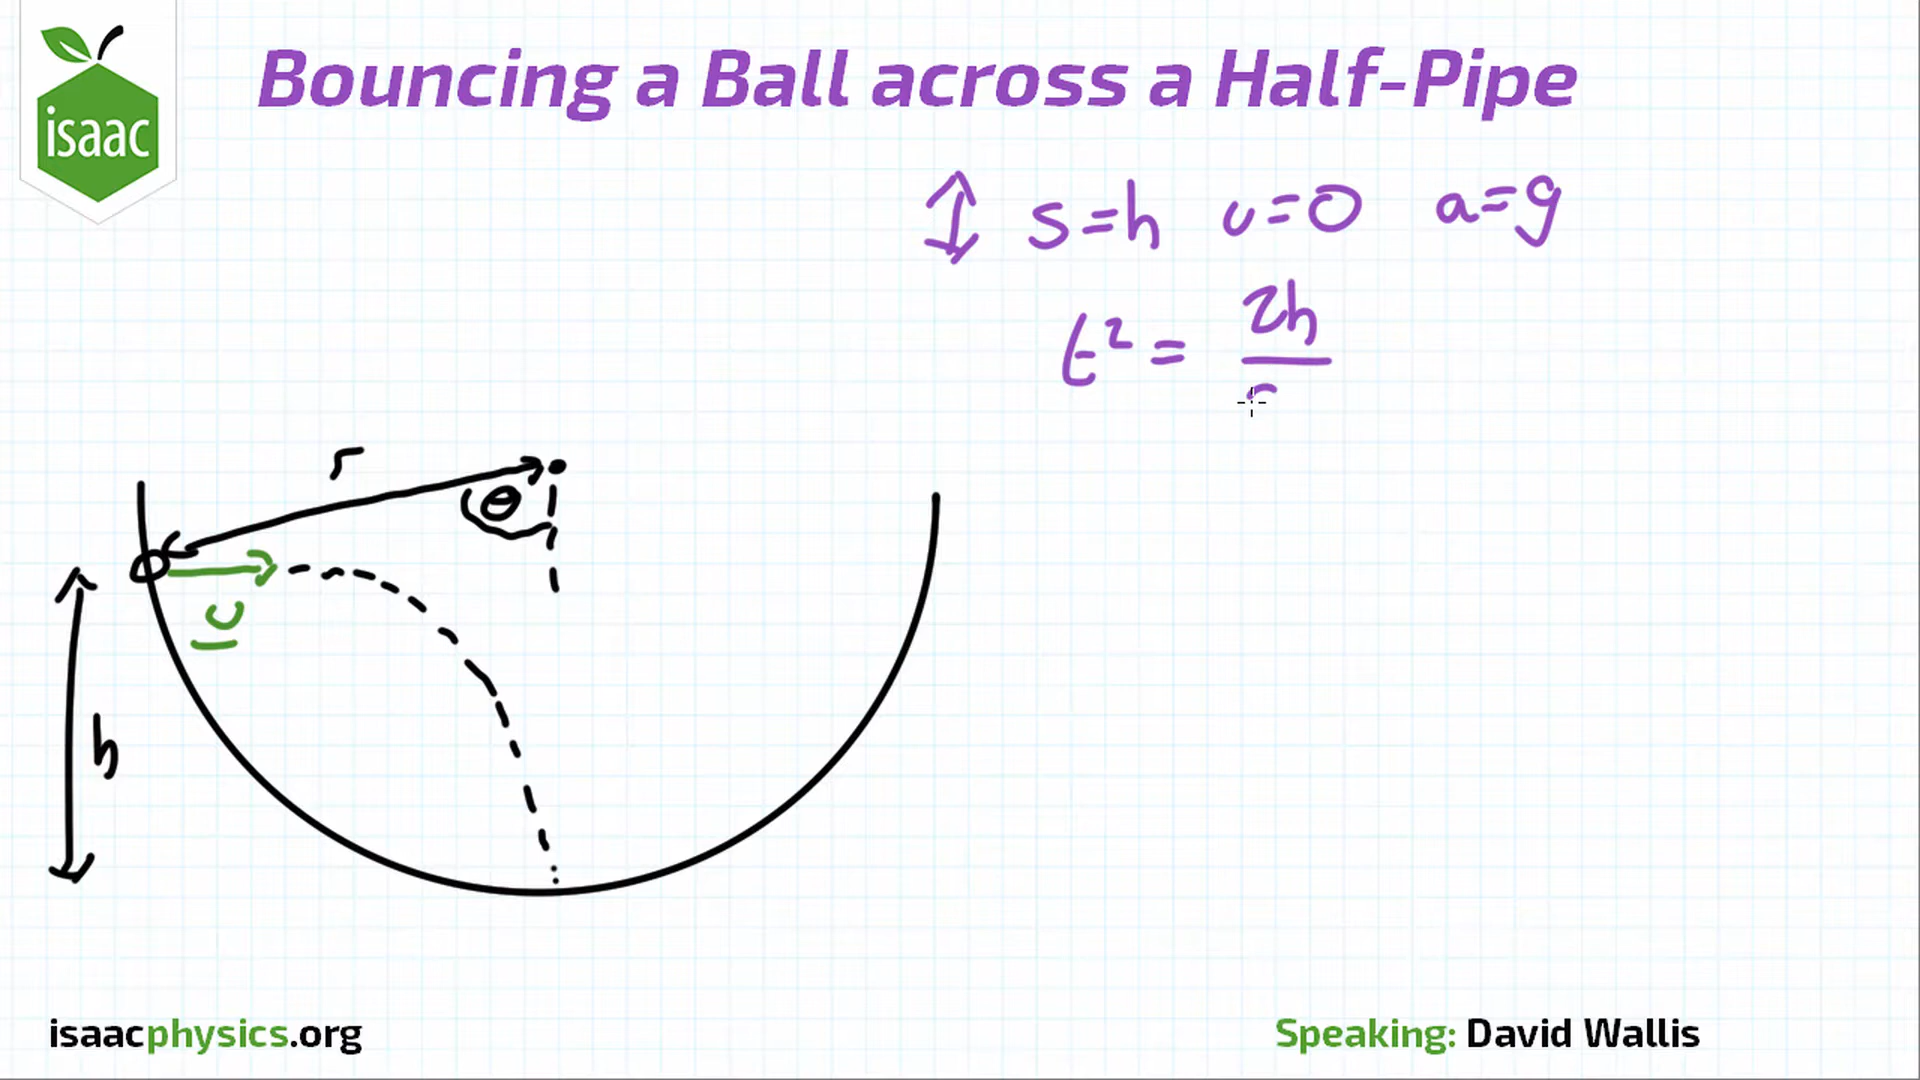 isaac
Bouncing a Ball across a Half-Pipe
s=h u=0 a=g
t²= 2h
r
θ
u
h
isaacphysics.org
Speaking: David Wallis